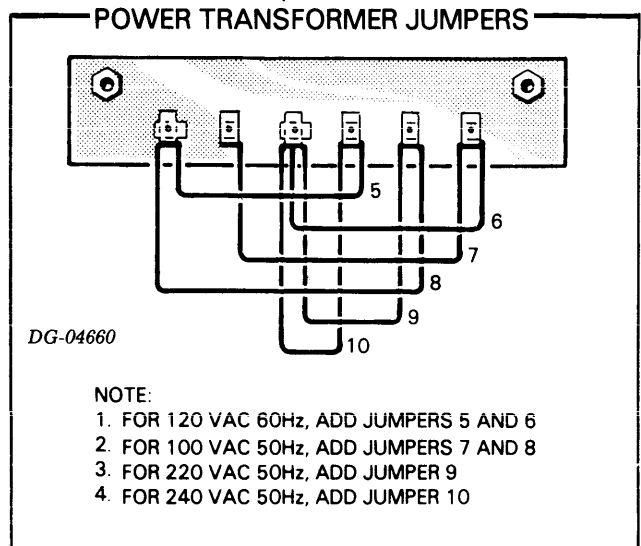 POWER TRANSFORMER JUMPERS
5
6
7
8
9
10
DG-04660
NOTE:
1. FOR 120 VAC 60Hz, ADD JUMPERS 5 AND 6
2. FOR 100 VAC 50Hz, ADD JUMPERS 7 AND 8
3. FOR 220 VAC 50Hz, ADD JUMPER 9
4. FOR 240 VAC 50Hz, ADD JUMPER 10